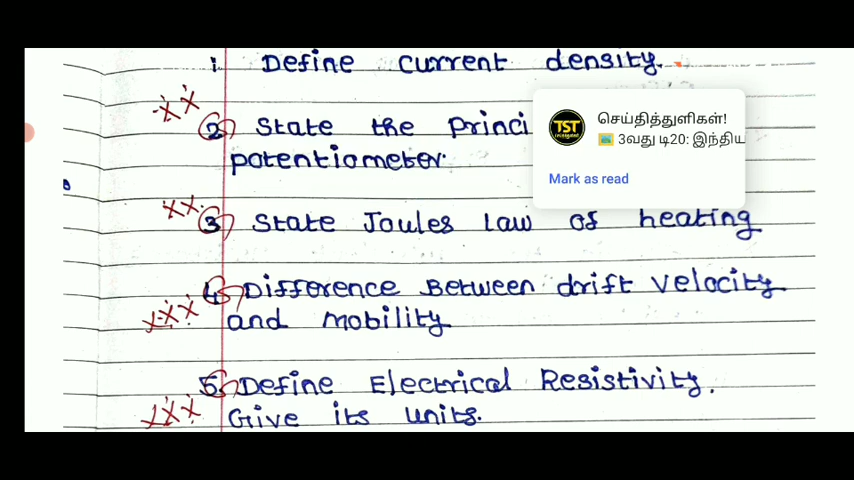 1 Define current density.
XX
2 State the Princi
potentiometer.
XX
3 State Joules law of heating
4 Difference Between drift velocity
XXX
and mobility
5 Define Electrical Resistivity.
XXX
Give its units.
TST
செய்தித்துளிகள்!
3வது டி20: இந்திய
Mark as read